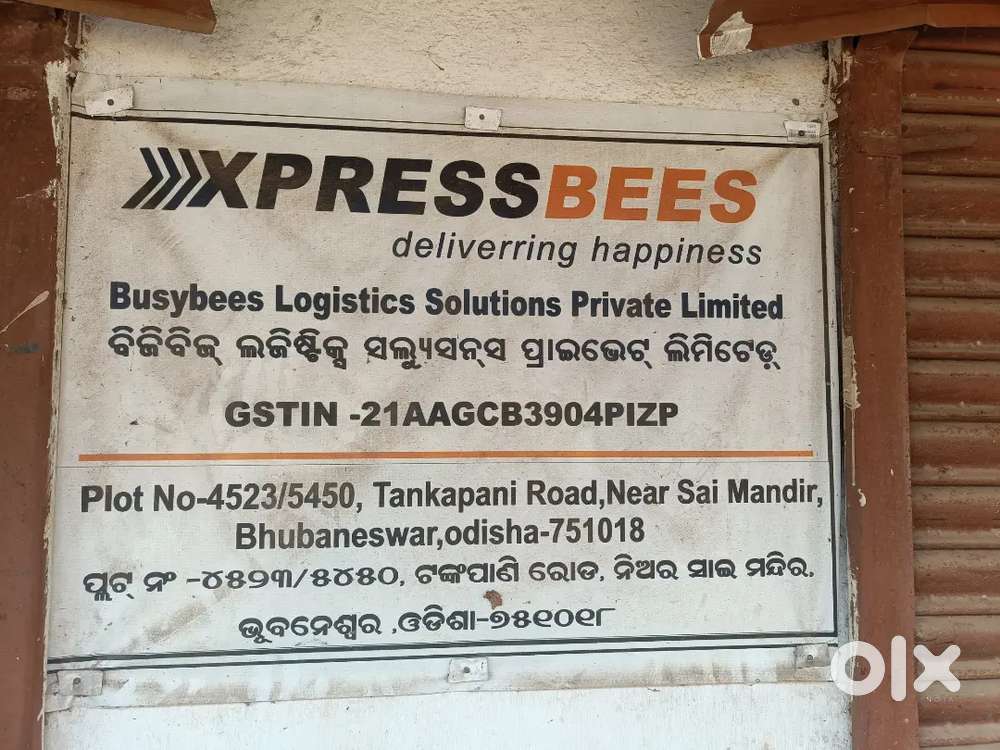 XPRESSBEES
deliverring happiness
Busybees Logistics Solutions Private Limited
ବିଜିବିଜ୍ ଲଜିଷ୍ଟିକ୍ସ ସଲ୍ୟୁସନ୍ସ ପ୍ରାଇଭେଟ୍ ଲିମିଟେଡ଼୍
GSTIN -21AAGCB3904PIZP
Plot No-4523/5450, Tankapani Road,Near Sai Mandir,
Bhubaneswar,odisha-751018
ପ୍ଲଟ୍ ନଂ -୪୫୨୩/୫୪୫୦, ଟଙ୍କପାଣି ରୋଡ, ନିଅର ସାଇ ମନ୍ଦିର,
ଭୁବନେଶ୍ୱର ,ଓଡିଶା-୭୫୧୦୧୮
olx